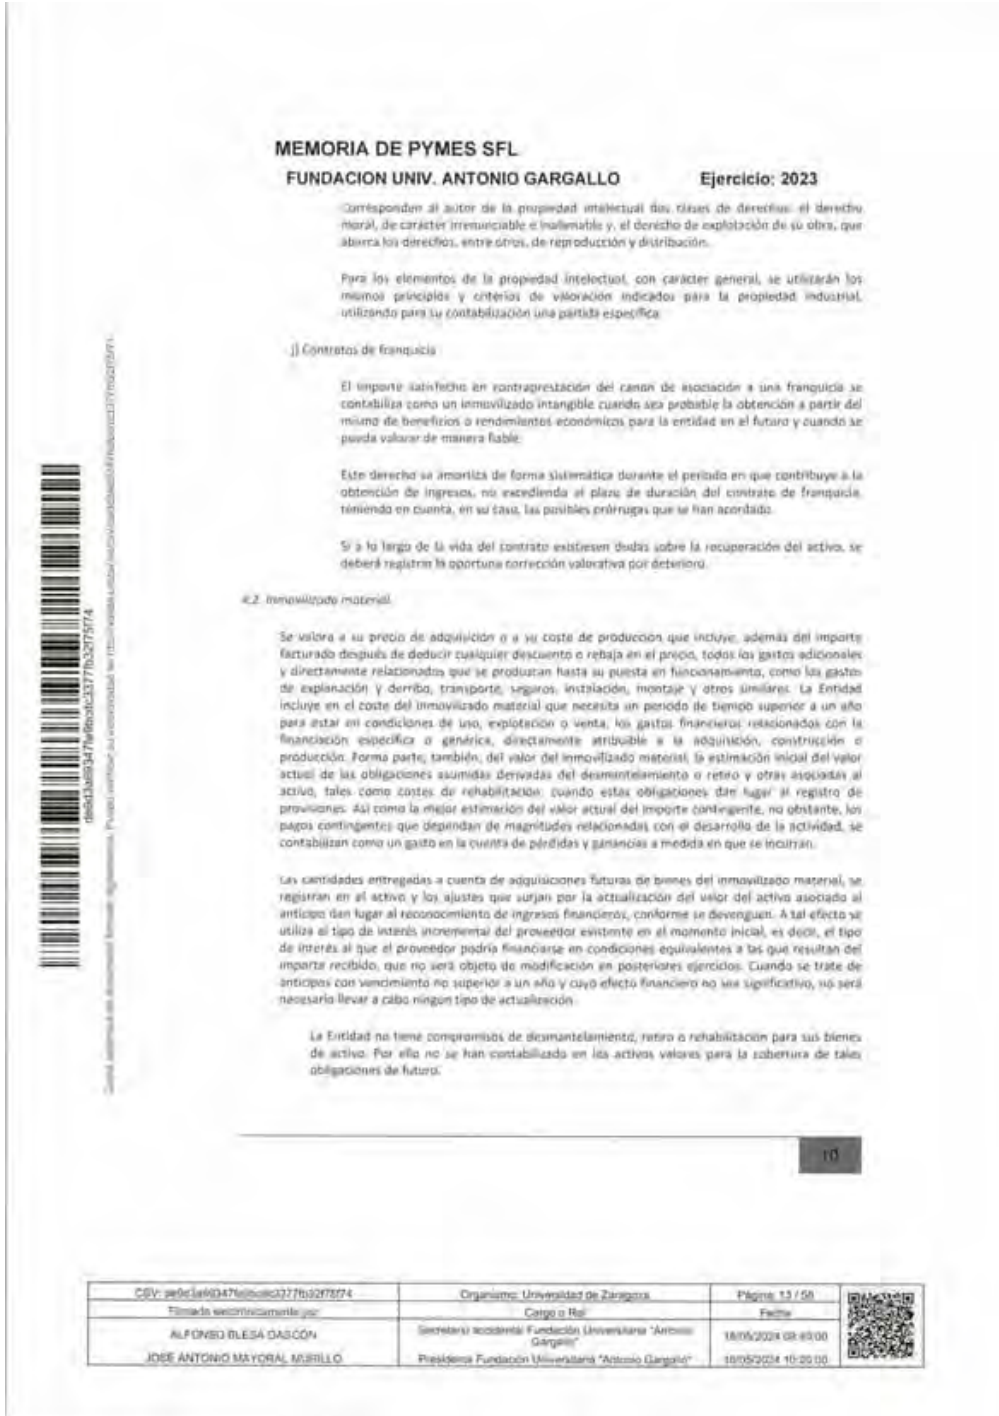 MEMORIA DE PYMES SFL
FUNDACION UNIV. ANTONIO GARGALLO Ejercicio: 2023
Corresponden al autor de la propiedad intelectual dos clases de derechos: el derecho
moral, de carácter irrenunciable e inalienable y, el derecho de explotación de su obra, que
abarca los derechos, entre otros, de reproducción y distribución.
Para los elementos de la propiedad intelectual, con carácter general, se utilizarán los
mismos principios y criterios de valoración indicados para la propiedad industrial,
utilizando para su contabilización una partida específica.
j) Contratos de franquicia
El importe satisfecho en contraprestación del canon de asociación a una franquicia se
contabiliza como un inmovilizado intangible cuando sea probable la obtención a partir del
mismo de beneficios o rendimientos económicos para la entidad en el futuro y cuando se
pueda valorar de manera fiable.
Este derecho se amortiza de forma sistemática durante el periodo en que contribuye a la
obtención de ingresos, no excediendo el plazo de duración del contrato de franquicia,
teniendo en cuenta, en su caso, las posibles prórrogas que se han acordado.
Si a lo largo de la vida del contrato existiesen dudas sobre la recuperación del activo, se
deberá registrar la oportuna corrección valorativa por deterioro.
4.2. Inmovilizado material.
Se valora a su precio de adquisición o a su coste de producción que incluye, además del importe
facturado después de deducir cualquier descuento o rebaja en el precio, todos los gastos adicionales
y directamente relacionados que se produzcan hasta su puesta en funcionamiento, como los gastos
de explanación y derribo, transporte, seguros, instalación, montaje y otros similares. La Entidad
incluye en el coste del inmovilizado material que necesita un periodo de tiempo superior a un año
para estar en condiciones de uso, explotación o venta, los gastos financieros relacionados con la
financiación específica o genérica, directamente atribuible a la adquisición, construcción o
producción. Forma parte, también, del valor del inmovilizado material, la estimación inicial del valor
actual de las obligaciones asumidas derivadas del desmantelamiento o retiro y otras asociadas al
activo, tales como costes de rehabilitación, cuando estas obligaciones dan lugar al registro de
provisiones. Así como la mejor estimación del valor actual del importe contingente, no obstante, los
pagos contingentes que dependan de magnitudes relacionadas con el desarrollo de la actividad, se
contabilizan como un gasto en la cuenta de pérdidas y ganancias a medida en que se incurran.
Las cantidades entregadas a cuenta de adquisiciones futuras de bienes del inmovilizado material, se
registran en el activo y los ajustes que surjan por la actualización del valor del activo asociado al
anticipo dan lugar al reconocimiento de ingresos financieros, conforme se devenguen. A tal efecto se
utiliza el tipo de interés incremental del proveedor existente en el momento inicial, es decir, el tipo
de interés al que el proveedor podría financiarse en condiciones equivalentes a las que resultan del
importe recibido, que no será objeto de modificación en posteriores ejercicios. Cuando se trate de
anticipos con vencimiento no superior a un año y cuyo efecto financiero no sea significativo, no será
necesario llevar a cabo ningún tipo de actualización.
La Entidad no tiene compromisos de desmantelamiento, retiro o rehabilitación para sus bienes
de activo. Por ello no se han contabilizado en los activos valores para la cobertura de tales
obligaciones de futuro.
10
CSV: Organismo: Universidad de Zaragoza Página: 13 / 58
Firmado electrónicamente por Cargo o Rol Fecha
ALFONSO BLESA GASCON Secretario accidental Fundación Universitaria "Antonio
Gargallo" 16/05/2024 09:49:00
JOSE ANTONIO MAYORAL MURILLO Presidente Fundación Universitaria "Antonio Gargallo" 16/05/2024 10:20:00